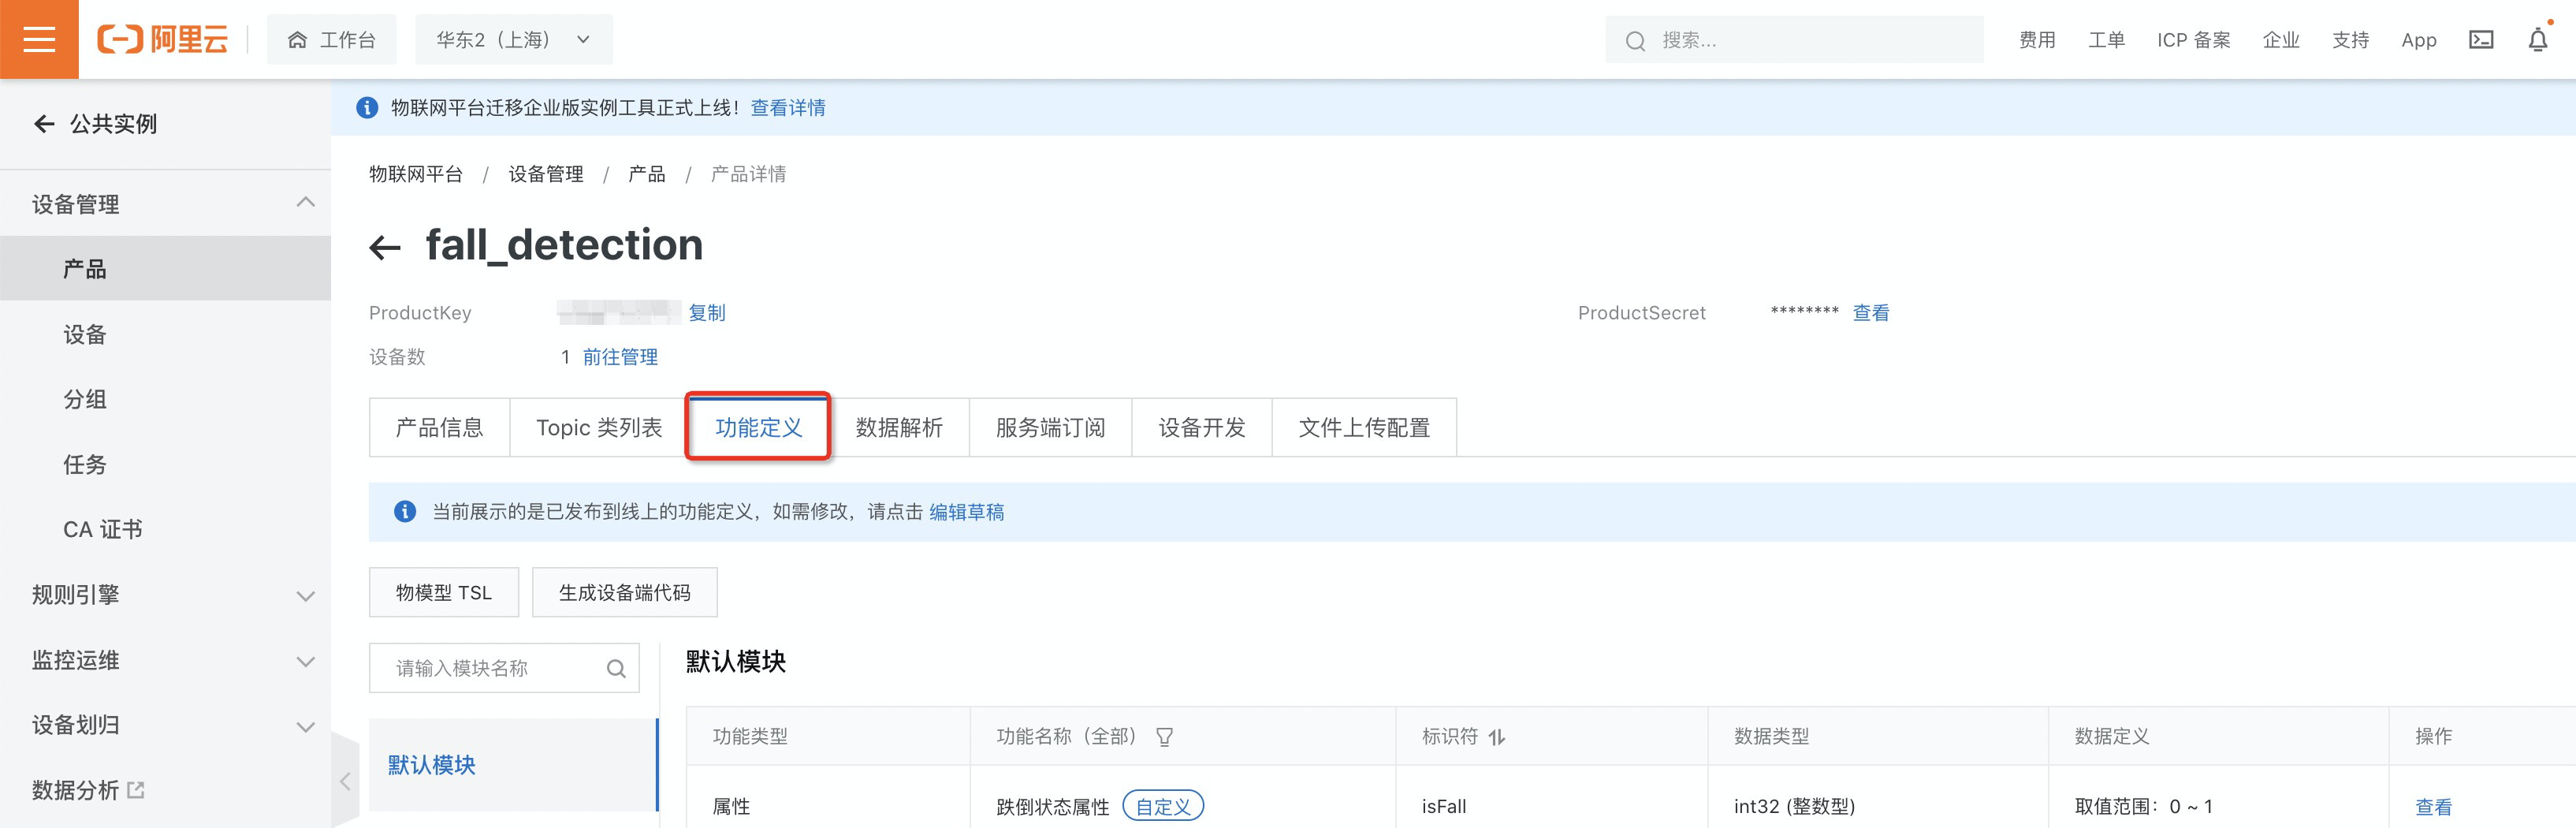 阿里云 工作台 华东2（上海） 搜索... 费用 工单 ICP 备案 企业 支持 App
公共实例
设备管理
产品
设备
分组
任务
CA 证书
规则引擎
监控运维
设备划归
数据分析
物联网平台迁移企业版实例工具正式上线！ 查看详情
物联网平台 / 设备管理 / 产品 / 产品详情
fall_detection
ProductKey 复制 ProductSecret ******** 查看
设备数 1 前往管理
产品信息 Topic 类列表 功能定义 数据解析 服务端订阅 设备开发 文件上传配置
当前展示的是已发布到线上的功能定义，如需修改，请点击 编辑草稿
物模型 TSL 生成设备端代码
请输入模块名称
默认模块
默认模块
功能类型 功能名称（全部） 标识符 数据类型 数据定义 操作
属性 跌倒状态属性 自定义 isFall int32 (整数型) 取值范围：0 ~ 1 查看